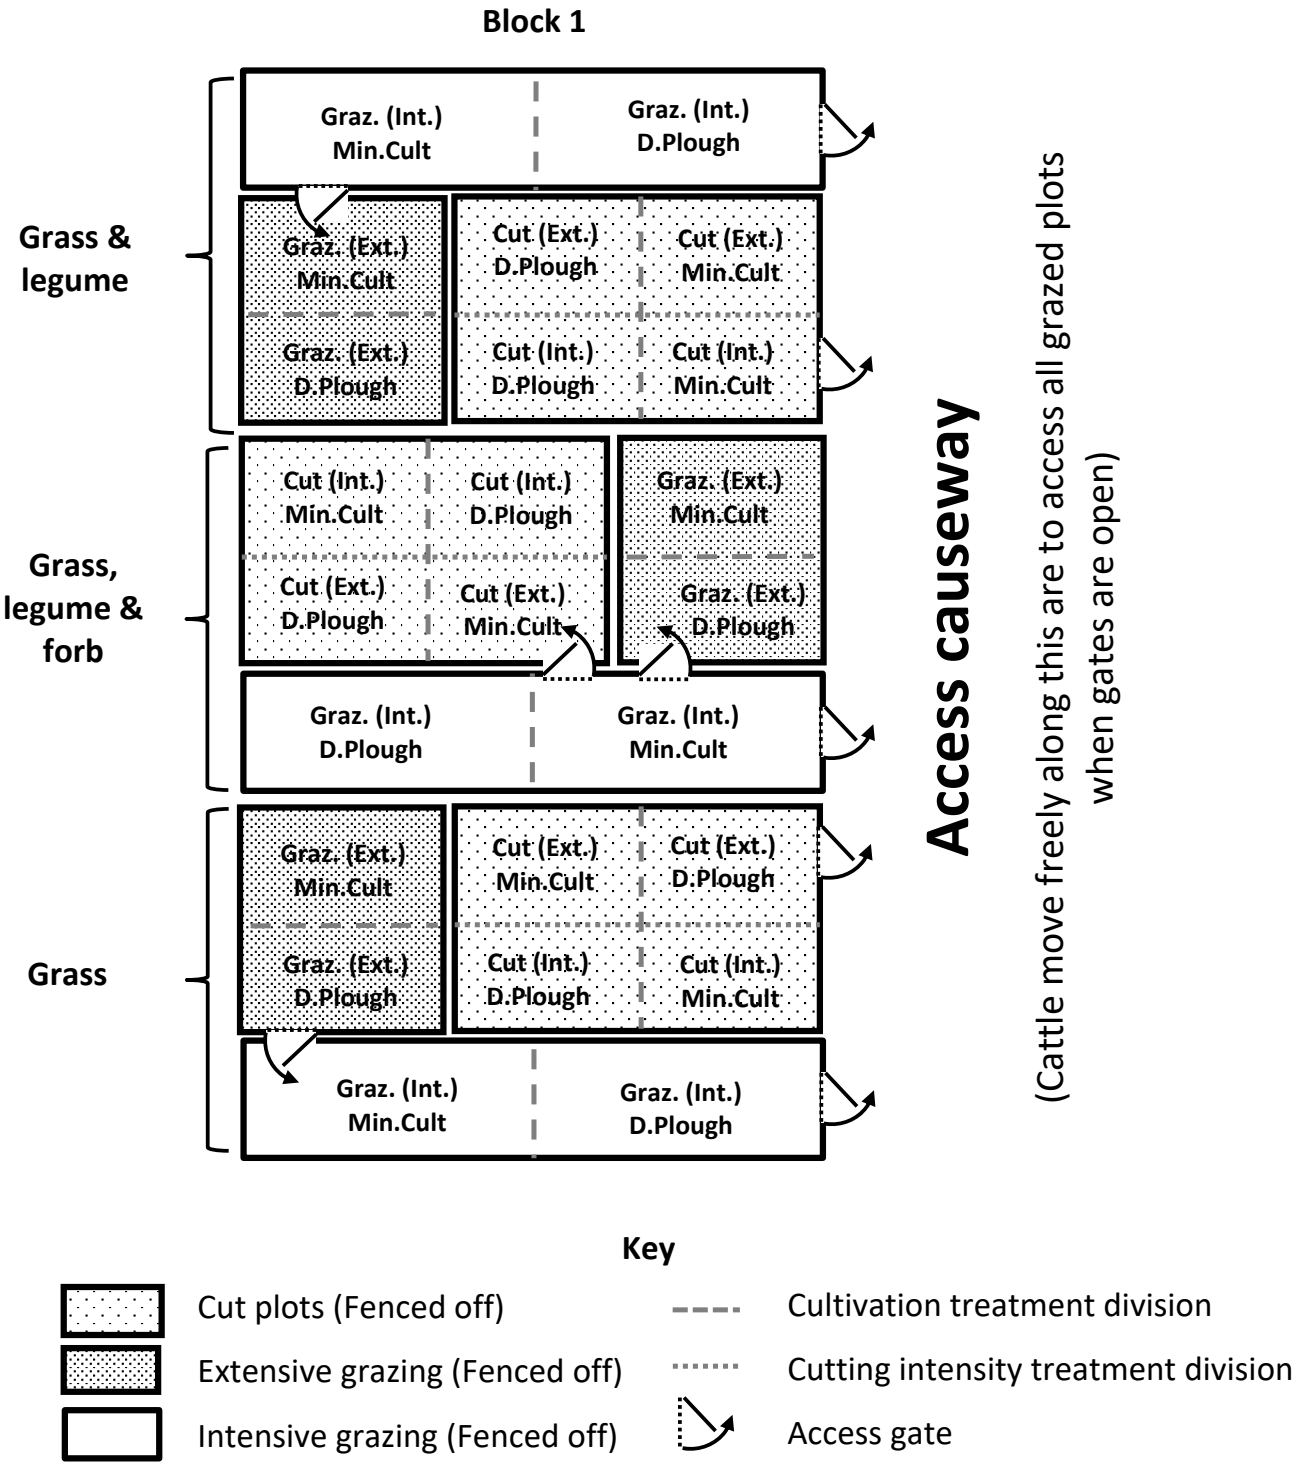 Block 1
Graz. (Int.)
Min.Cult
Graz. (Int.)
D.Plough
Grass &
legume
Graz. (Ext.)
Min.Cult
Graz. (Ext.)
D.Plough
Cut (Ext.)
D.Plough
Cut (Ext.)
Min.Cult
Cut (Int.)
D.Plough
Cut (Int.)
Min.Cult
Grass,
legume &
forb
Cut (Int.)
Min.Cult
Cut (Int.)
D.Plough
Cut (Ext.)
D.Plough
Cut (Ext.)
Min.Cult
Graz. (Ext.)
Min.Cult
Graz. (Ext.)
D.Plough
Graz. (Int.)
D.Plough
Graz. (Int.)
Min.Cult
Grass
Graz. (Ext.)
Min.Cult
Graz. (Ext.)
D.Plough
Cut (Ext.)
Min.Cult
Cut (Ext.)
D.Plough
Cut (Int.)
D.Plough
Cut (Int.)
Min.Cult
Graz. (Int.)
Min.Cult
Graz. (Int.)
D.Plough
Access causeway
(Cattle move freely along this are to access all grazed plots
when gates are open)
Key
Cut plots (Fenced off)
Extensive grazing (Fenced off)
Intensive grazing (Fenced off)
Cultivation treatment division
Cutting intensity treatment division
Access gate